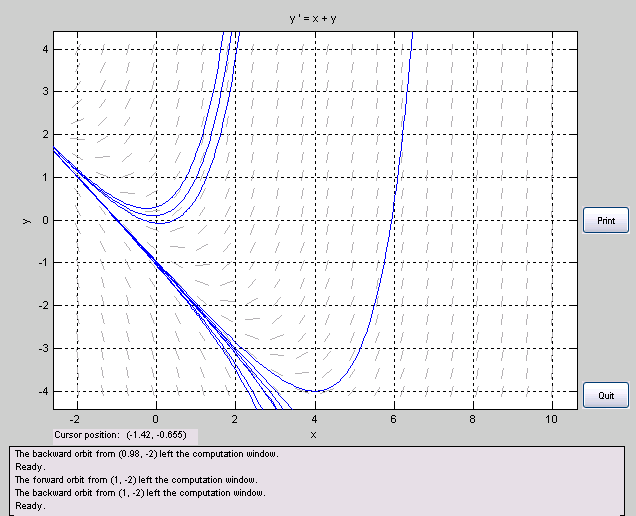 y ' = x + y
4
3
2
1
0
-1
-2
-3
-4
y
-2
0
2
4
6
8
10
x
Print
Quit
Cursor position: (-1.42, -0.655)
The backward orbit from (0.98, -2) left the computation window.
Ready.
The forward orbit from (1, -2) left the computation window.
The backward orbit from (1, -2) left the computation window.
Ready.